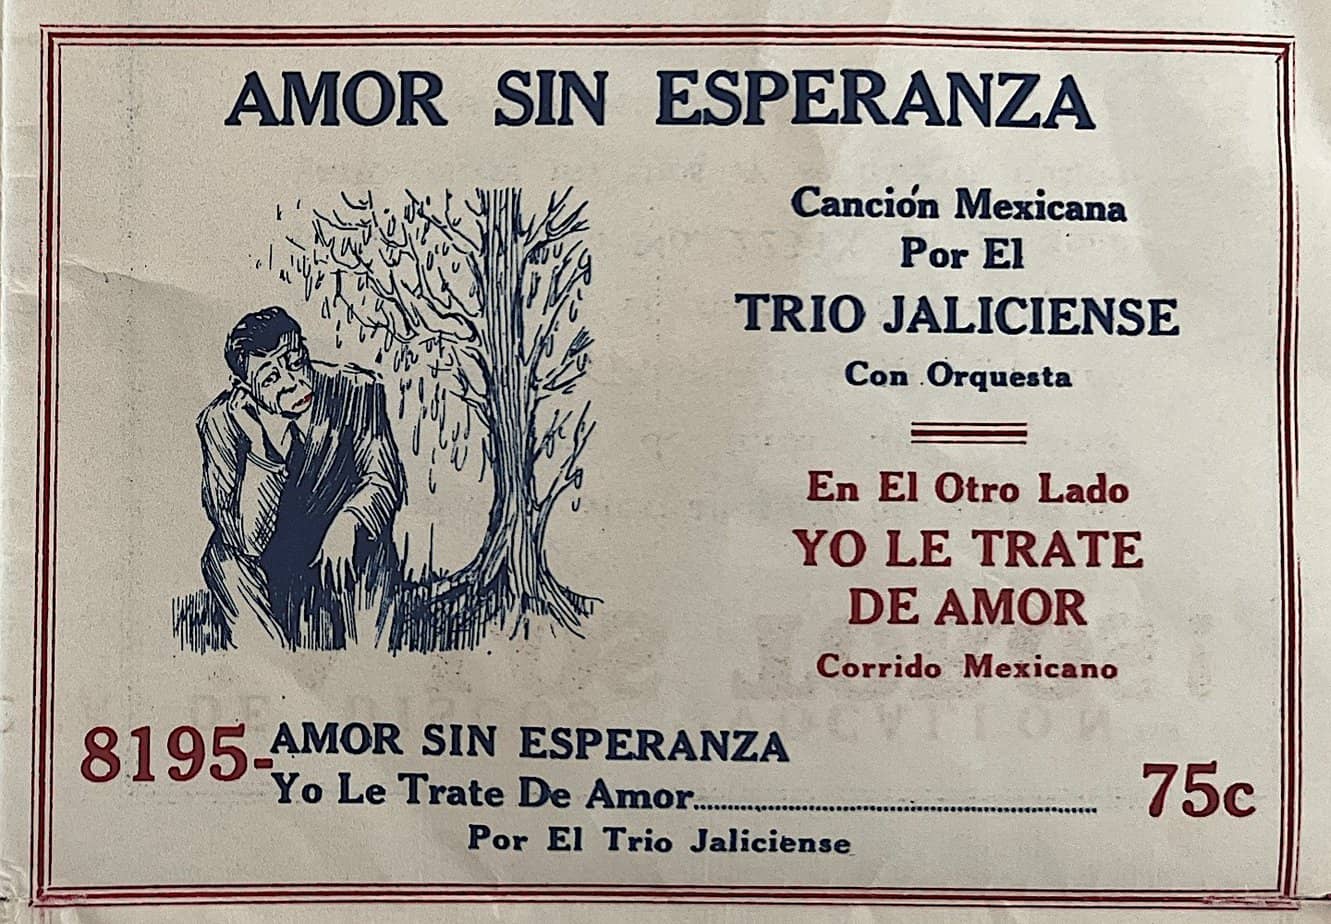 AMOR SIN ESPERANZA
Canción Mexicana
Por El
TRIO JALICIENSE
Con Orquesta
En El Otro Lado
YO LE TRATE
DE AMOR
Corrido Mexicano
8195-AMOR SIN ESPERANZA
Yo Le Trate De Amor........................ 75c
Por El Trio Jaliciense